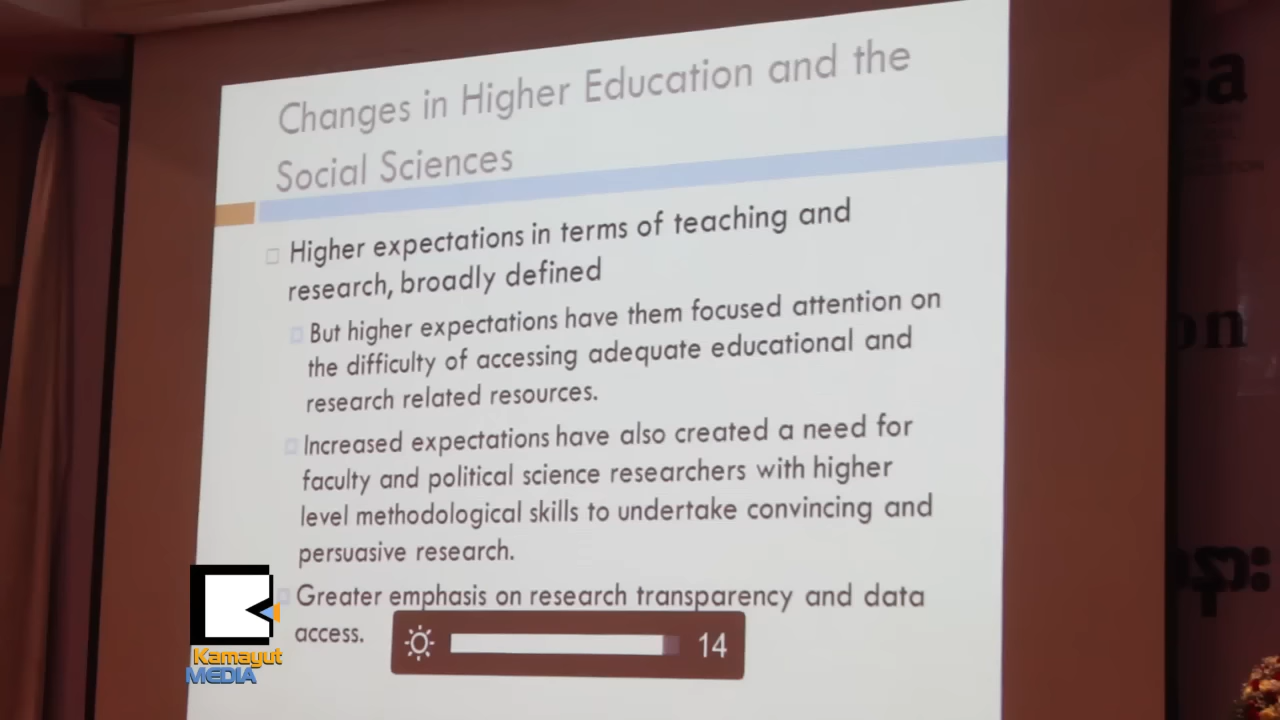 Changes in Higher Education and the
Social Sciences
Higher expectations in terms of teaching and
research, broadly defined
But higher expectations have them focused attention on
the difficulty of accessing adequate educational and
research related resources.
Increased expectations have also created a need for
faculty and political science researchers with higher
level methodological skills to undertake convincing and
persuasive research.
Greater emphasis on research transparency and data
access.
14
Kamayut
MEDIA
sa
on